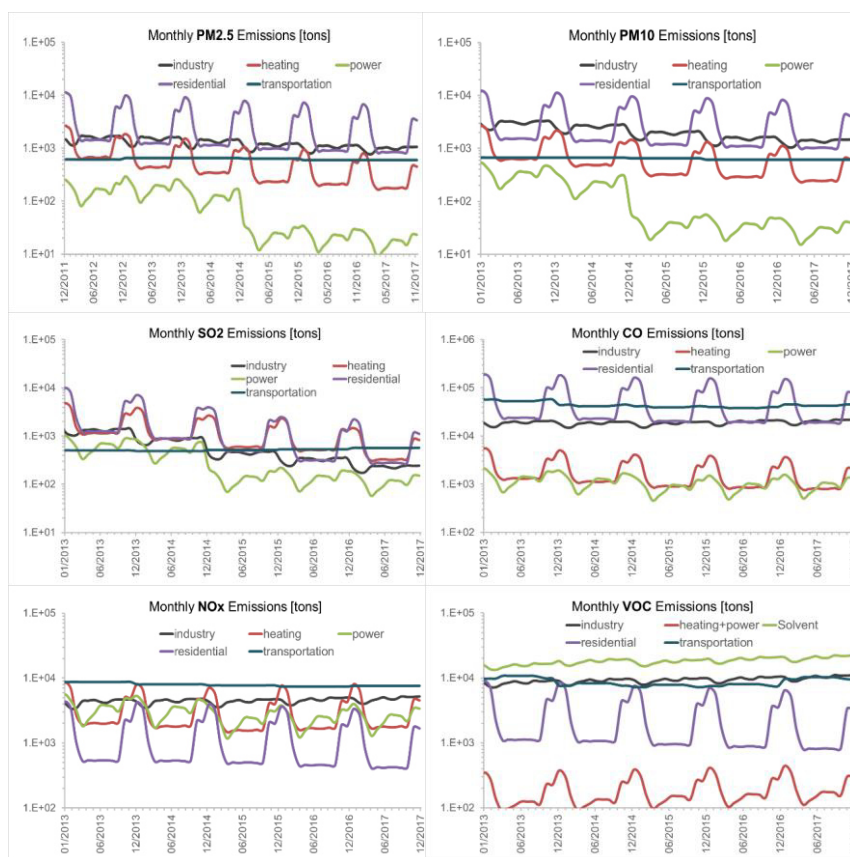 Monthly PM2.5 Emissions [tons]
industry heating power
residential transportation
1.E+05
1.E+04
1.E+03
1.E+02
1.E+01
12/2011 06/2012 12/2012 06/2013 12/2013 06/2014 12/2014 06/2015 12/2015 05/2016 11/2016 05/2017 11/2017
Monthly PM10 Emissions [tons]
industry heating power
residential transportation
1.E+05
1.E+04
1.E+03
1.E+02
1.E+01
01/2013 06/2013 12/2013 06/2014 12/2014 06/2015 12/2015 06/2016 12/2016 06/2017
Monthly SO2 Emissions [tons]
industry heating
power residential
transportation
1.E+05
1.E+04
1.E+03
1.E+02
1.E+01
01/2013 06/2013 12/2013 06/2014 12/2014 06/2015 12/2015 06/2016 12/2016 06/2017 12/2017
Monthly CO Emissions [tons]
industry heating power
residential transportation
1.E+06
1.E+05
1.E+04
1.E+03
1.E+02
01/2013 06/2013 12/2013 06/2014 12/2014 06/2015 12/2015 06/2016 12/2016 06/2017
Monthly NOx Emissions [tons]
industry heating power
residential transportation
1.E+05
1.E+04
1.E+03
1.E+02
01/2013 06/2013 12/2013 06/2014 12/2014 06/2015 12/2015 06/2016 12/2016 06/2017 12/2017
Monthly VOC Emissions [tons]
industry heating+power Solvent
residential transportation
1.E+05
1.E+04
1.E+03
1.E+02
01/2013 06/2013 12/2013 06/2014 12/2014 06/2015 12/2015 06/2016 12/2016 06/2017